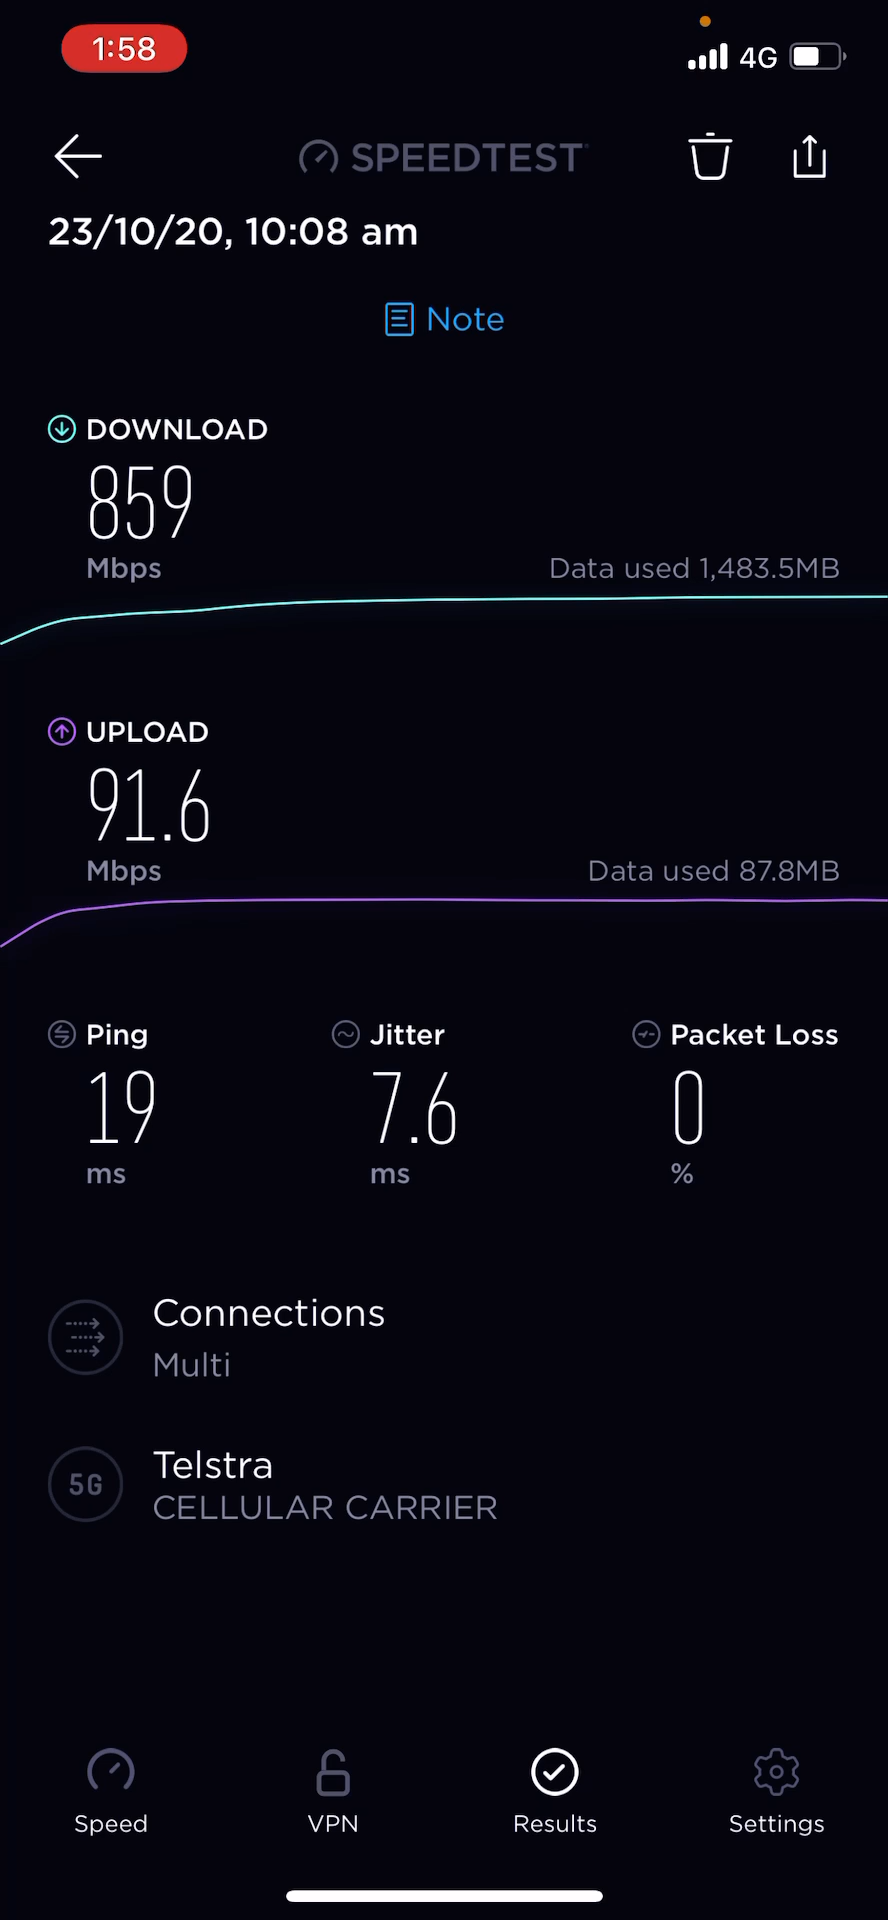 1:58
4G
SPEEDTEST
23/10/20, 10:08 am
Note
DOWNLOAD
859
Mbps
Data used 1,483.5MB
UPLOAD
91.6
Mbps
Data used 87.8MB
Ping
Jitter
Packet Loss
19
7.6
0
ms
ms
%
Connections
Multi
5G
Telstra
CELLULAR CARRIER
Speed
VPN
Results
Settings